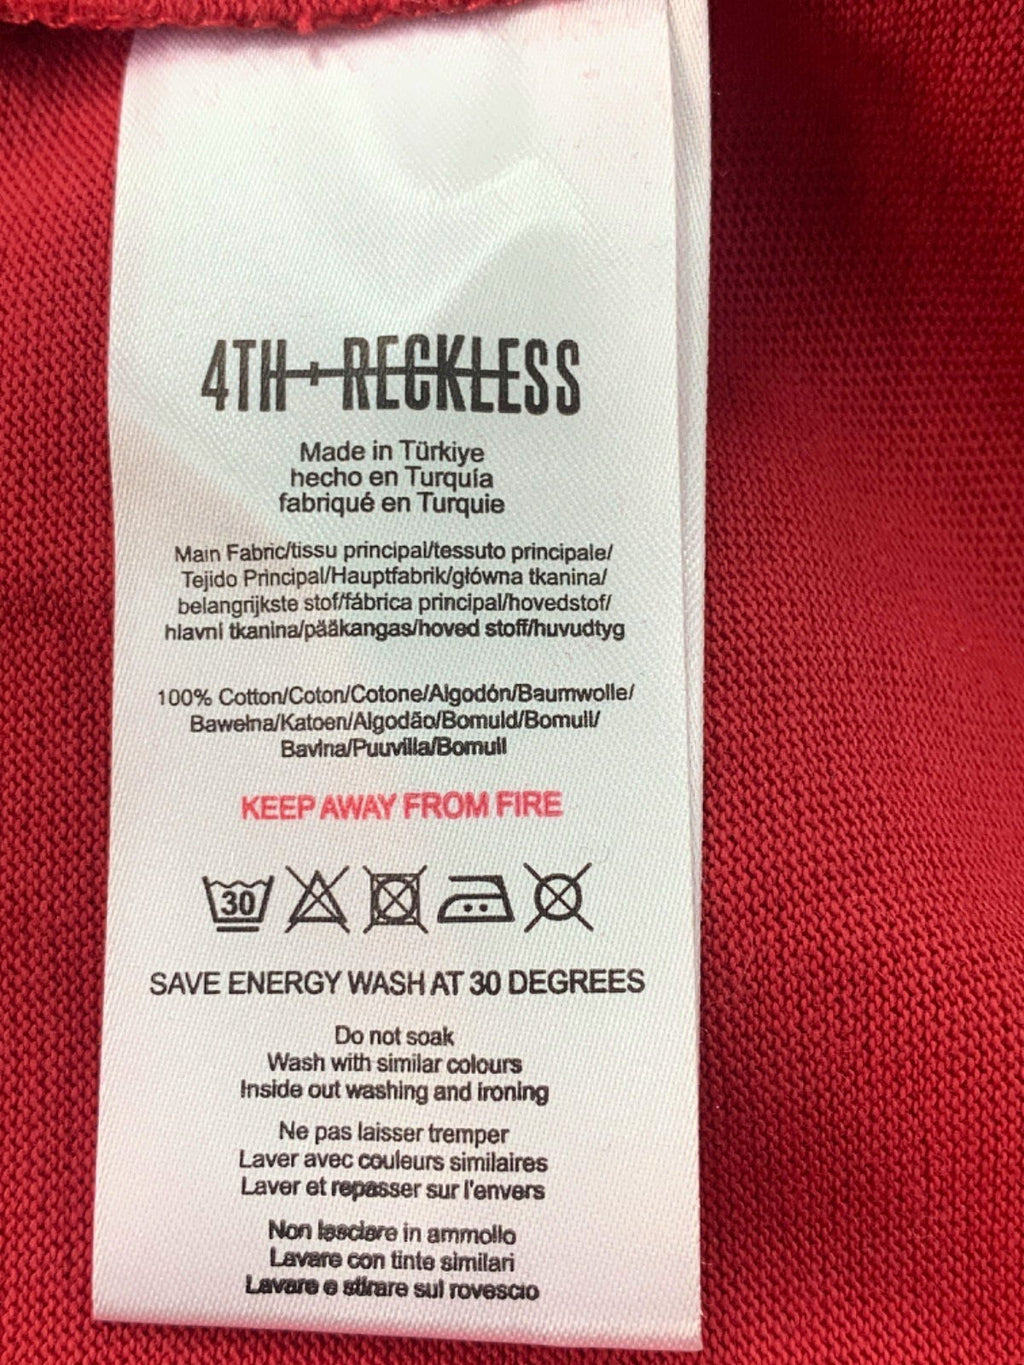 4TH + RECKLESS
Made in Türkiye
hecho en Turquía
fabriqué en Turquie
Main Fabric/tissu principal/tessuto principale/
Tejido Principal/Hauptfabrik/główna tkanina/
belangrijkste stof/fábrica principal/hovedstof/
hlavní tkanina/pääkangas/hoved stoff/huvudtyg
100% Cotton/Coton/Cotone/Algodón/Baumwolle/
Bawełna/Katoen/Algodão/Bomuld/Bomull/
Bavlna/Puuvilla/Bomull
KEEP AWAY FROM FIRE
30
SAVE ENERGY WASH AT 30 DEGREES
Do not soak
Wash with similar colours
Inside out washing and ironing
Ne pas laisser tremper
Laver avec couleurs similaires
Laver et repasser sur l'envers
Non lasciare in ammollo
Lavare con tinte similari
Lavare e stirare sul rovescio